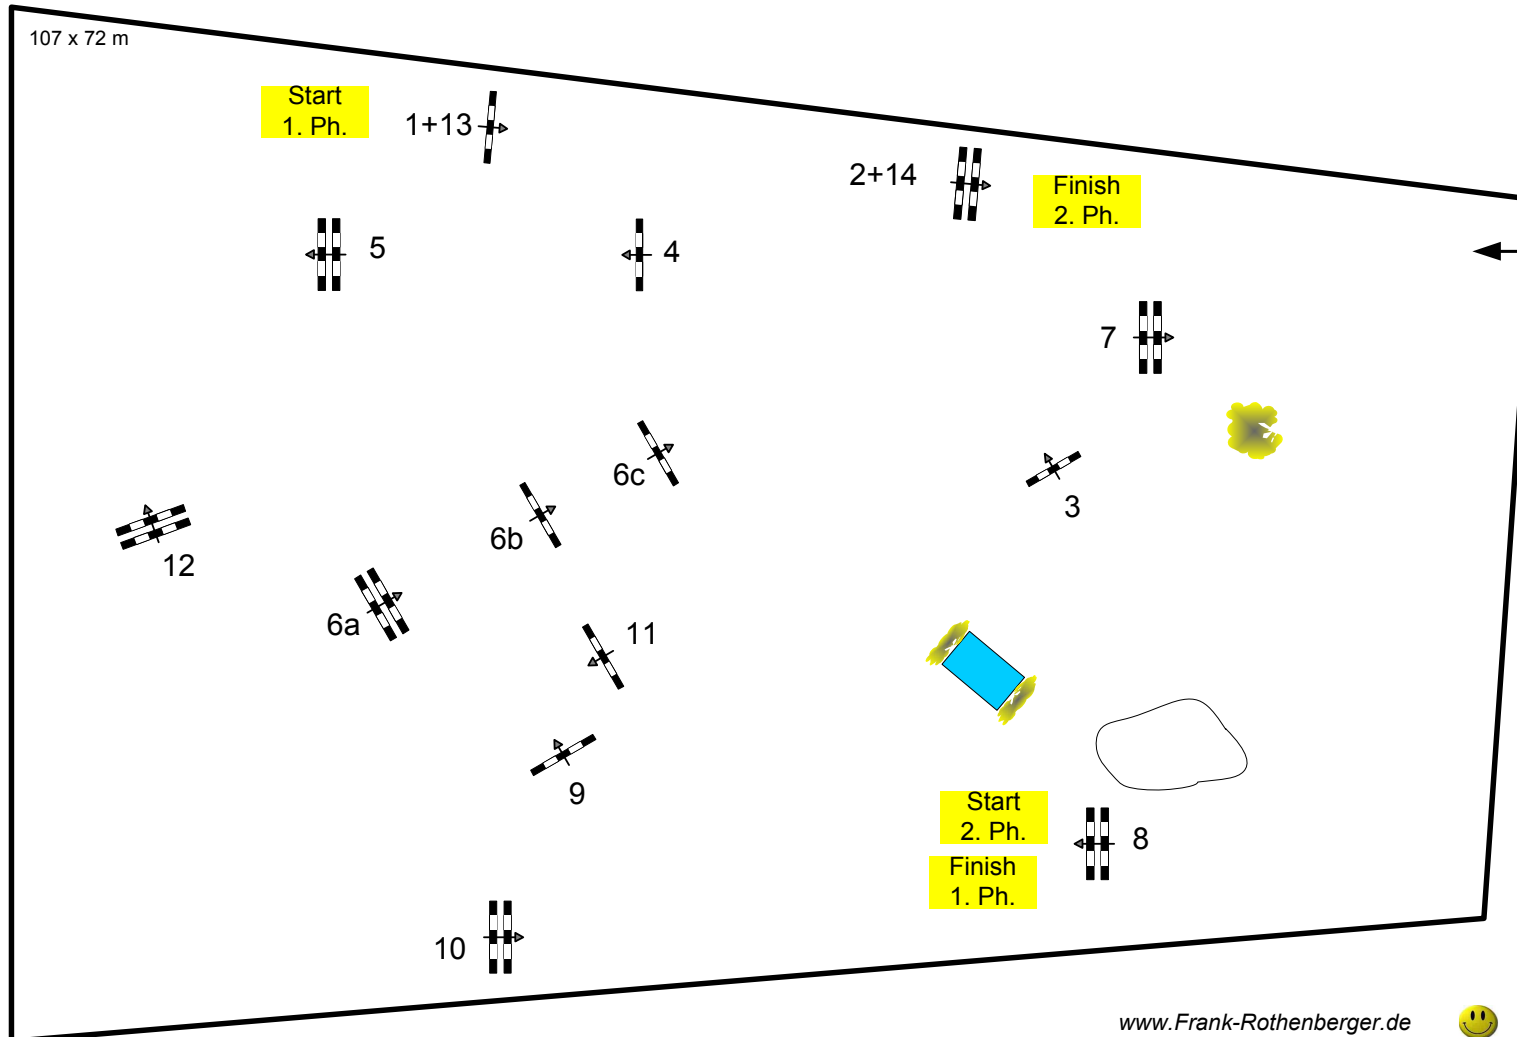 107 x 72 m
Start
1. Ph.
1+13
2+14
Finish
2. Ph.
5
4
7
6c
3
6b
12
6a
11
9
Start
2. Ph.
8
Finish
1. Ph.
10
www.Frank-Rothenberger.de